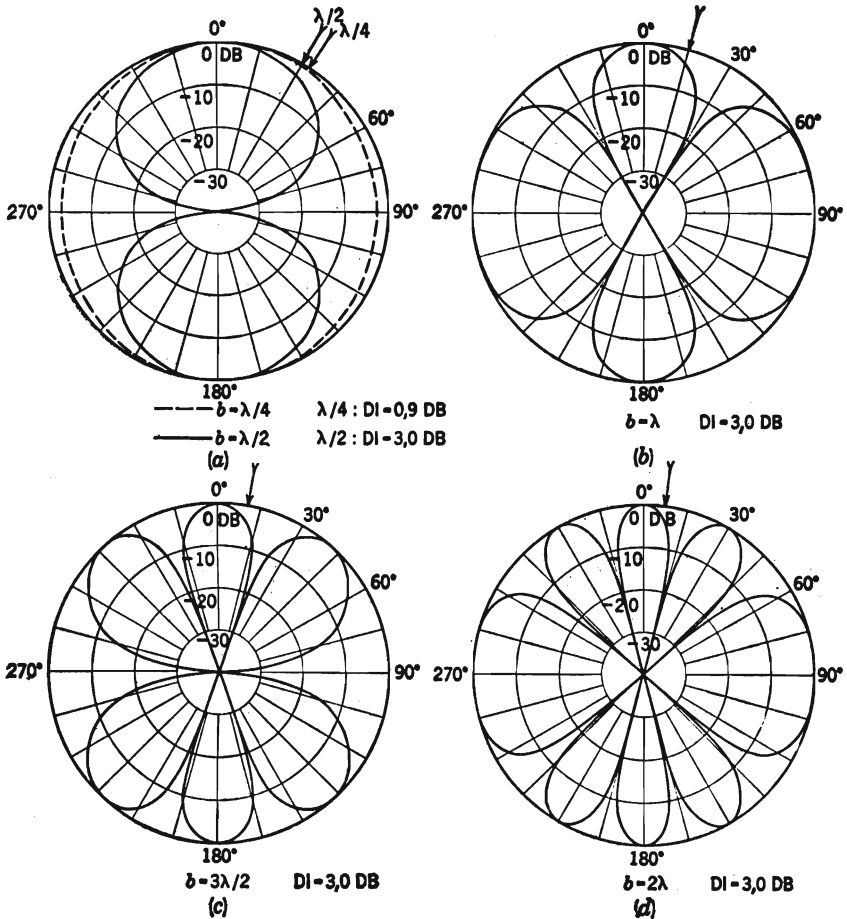 λ/2
λ/4
0°
0 DB
-10
-20
-30
60°
270°
90°
180°
b=λ/4 λ/4 : DI=0,9 DB
b=λ/2 λ/2 : DI=3,0 DB
(a)
0°
0 DB
-10
-20
-30
30°
60°
270°
90°
180°
b=λ DI=3,0 DB
(b)
0°
0 DB
-10
-20
-30
30°
60°
270°
90°
180°
b=3λ/2 DI=3,0 DB
(c)
0°
0 DB
-10
-20
-30
30°
60°
270°
90°
180°
b=2λ DI=3,0 DB
(d)